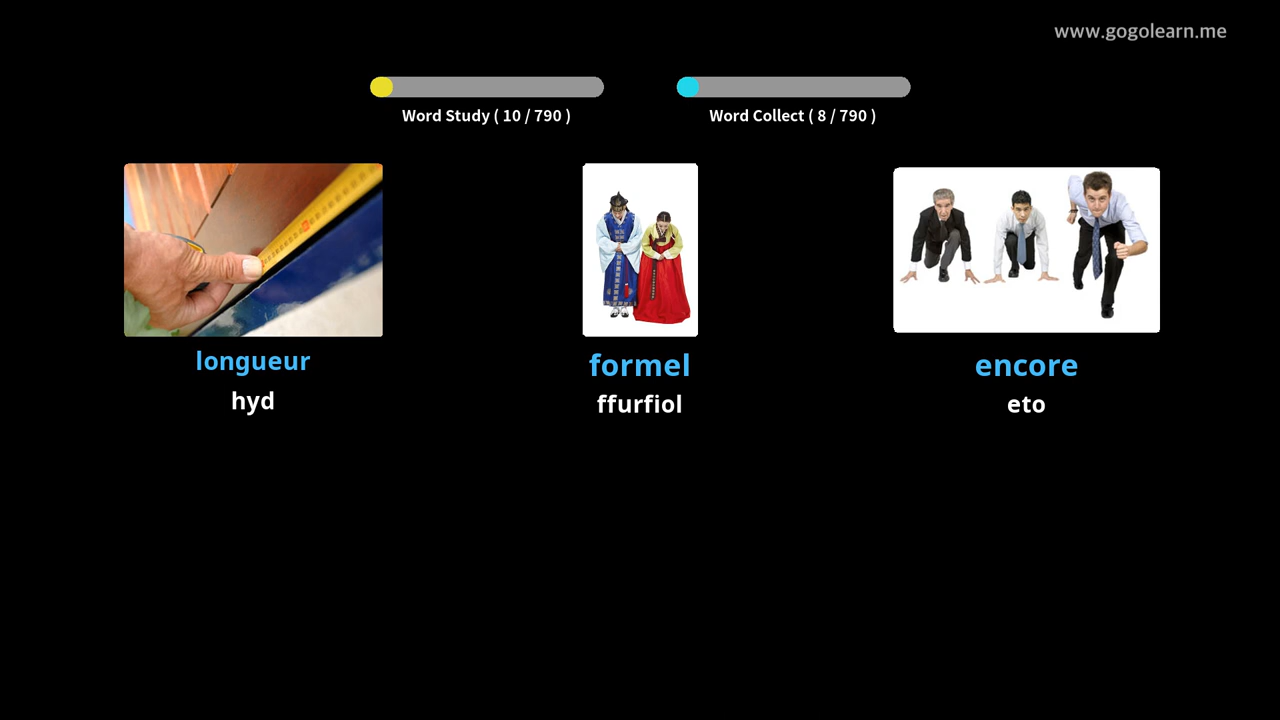 www.gogolearn.me
Word Study ( 10 / 790 )
Word Collect ( 8 / 790 )
longueur
hyd
formel
ffurfiol
encore
eto